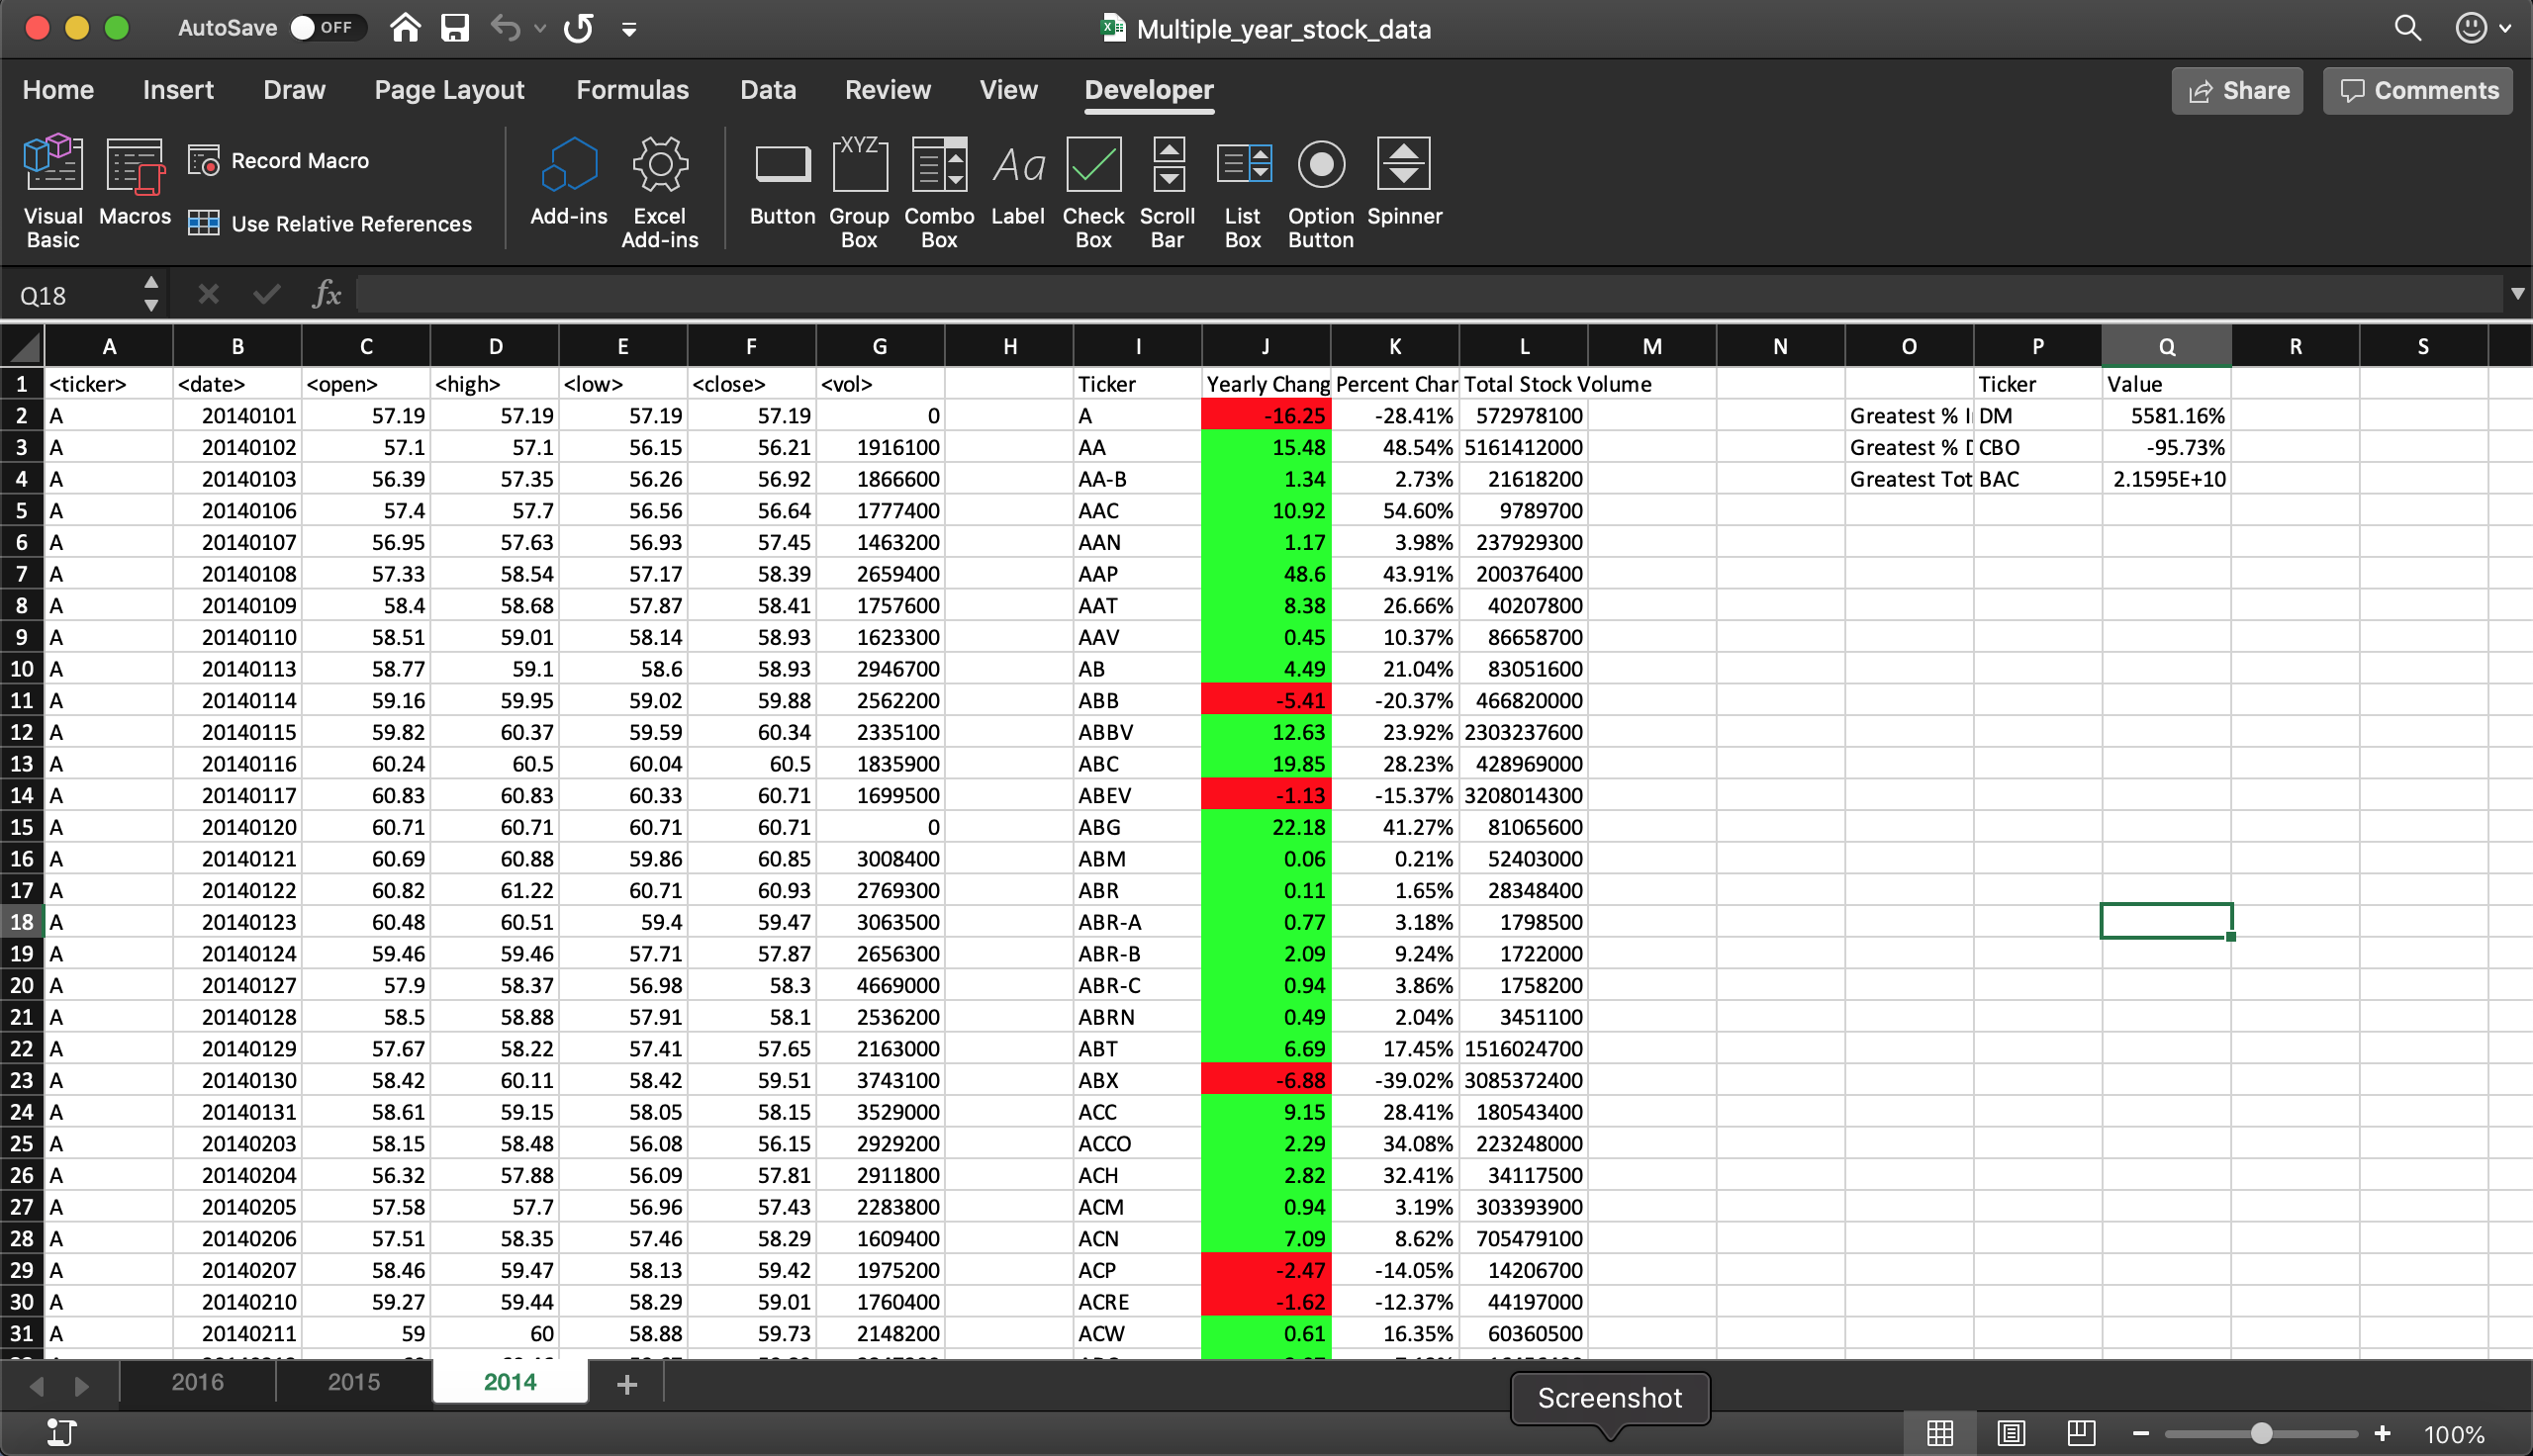 AutoSave OFF Multiple_year_stock_data
Home Insert Draw Page Layout Formulas Data Review View Developer Share Comments
Visual Basic Macros Record Macro Use Relative References Add-ins Excel Add-ins Button Group Box Combo Box Label Check Box Scroll Bar List Box Option Button Spinner
XYZ Aa
Q18 fx
A B C D E F G H I J K L M N O P Q R S
1 <ticker> <date> <open> <high> <low> <close> <vol> Ticker Yearly Chang Percent Char Total Stock Volume Ticker Value
2 A 20140101 57.19 57.19 57.19 57.19 0 A -16.25 -28.41% 572978100 Greatest % I DM 5581.16%
3 A 20140102 57.1 57.1 56.15 56.21 1916100 AA 15.48 48.54% 5161412000 Greatest % D CBO -95.73%
4 A 20140103 56.39 57.35 56.26 56.92 1866600 AA-B 1.34 2.73% 21618200 Greatest Tot BAC 2.1595E+10
5 A 20140106 57.4 57.7 56.56 56.64 1777400 AAC 10.92 54.60% 9789700
6 A 20140107 56.95 57.63 56.93 57.45 1463200 AAN 1.17 3.98% 237929300
7 A 20140108 57.33 58.54 57.17 58.39 2659400 AAP 48.6 43.91% 200376400
8 A 20140109 58.4 58.68 57.87 58.41 1757600 AAT 8.38 26.66% 40207800
9 A 20140110 58.51 59.01 58.14 58.93 1623300 AAV 0.45 10.37% 86658700
10 A 20140113 58.77 59.1 58.6 58.93 2946700 AB 4.49 21.04% 83051600
11 A 20140114 59.16 59.95 59.02 59.88 2562200 ABB -5.41 -20.37% 466820000
12 A 20140115 59.82 60.37 59.59 60.34 2335100 ABBV 12.63 23.92% 2303237600
13 A 20140116 60.24 60.5 60.04 60.5 1835900 ABC 19.85 28.23% 428969000
14 A 20140117 60.83 60.83 60.33 60.71 1699500 ABEV -1.13 -15.37% 3208014300
15 A 20140120 60.71 60.71 60.71 60.71 0 ABG 22.18 41.27% 81065600
16 A 20140121 60.69 60.88 59.86 60.85 3008400 ABM 0.06 0.21% 52403000
17 A 20140122 60.82 61.22 60.71 60.93 2769300 ABR 0.11 1.65% 28348400
18 A 20140123 60.48 60.51 59.4 59.47 3063500 ABR-A 0.77 3.18% 1798500
19 A 20140124 59.46 59.46 57.71 57.87 2656300 ABR-B 2.09 9.24% 1722000
20 A 20140127 57.9 58.37 56.98 58.3 4669000 ABR-C 0.94 3.86% 1758200
21 A 20140128 58.5 58.88 57.91 58.1 2536200 ABRN 0.49 2.04% 3451100
22 A 20140129 57.67 58.22 57.41 57.65 2163000 ABT 6.69 17.45% 1516024700
23 A 20140130 58.42 60.11 58.42 59.51 3743100 ABX -6.88 -39.02% 3085372400
24 A 20140131 58.61 59.15 58.05 58.15 3529000 ACC 9.15 28.41% 180543400
25 A 20140203 58.15 58.48 56.08 56.15 2929200 ACCO 2.29 34.08% 223248000
26 A 20140204 56.32 57.88 56.09 57.81 2911800 ACH 2.82 32.41% 34117500
27 A 20140205 57.58 57.7 56.96 57.43 2283800 ACM 0.94 3.19% 303393900
28 A 20140206 57.51 58.35 57.46 58.29 1609400 ACN 7.09 8.62% 705479100
29 A 20140207 58.46 59.47 58.13 59.42 1975200 ACP -2.47 -14.05% 14206700
30 A 20140210 59.27 59.44 58.29 59.01 1760400 ACRE -1.62 -12.37% 44197000
31 A 20140211 59 60 58.88 59.73 2148200 ACW 0.61 16.35% 60360500
2016 2015 2014
Screenshot
100%